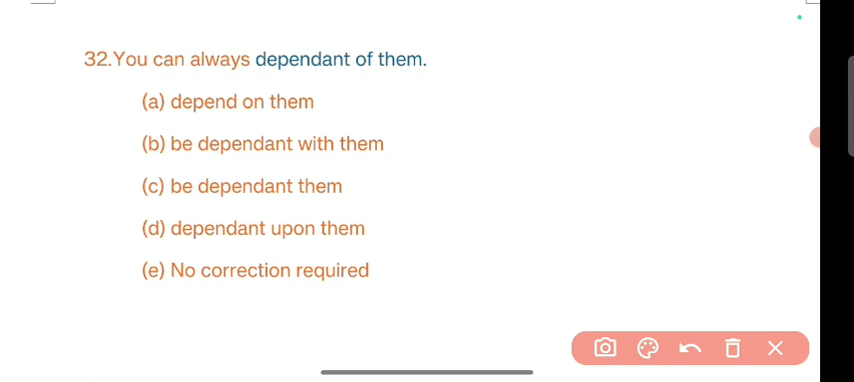 32.You can always dependant of them.
(a) depend on them
(b) be dependant with them
(c) be dependant them
(d) dependant upon them
(e) No correction required